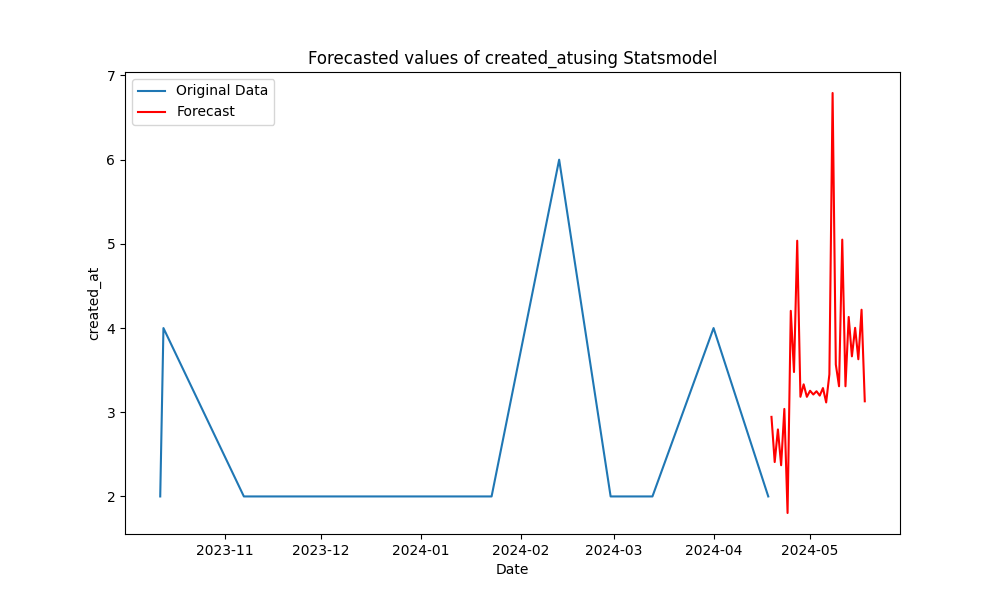 Forecasted values of created_atusing Statsmodel
Original Data
Forecast
7
6
5
4
3
2
created_at
2023-11
2023-12
2024-01
2024-02
2024-03
2024-04
2024-05
Date